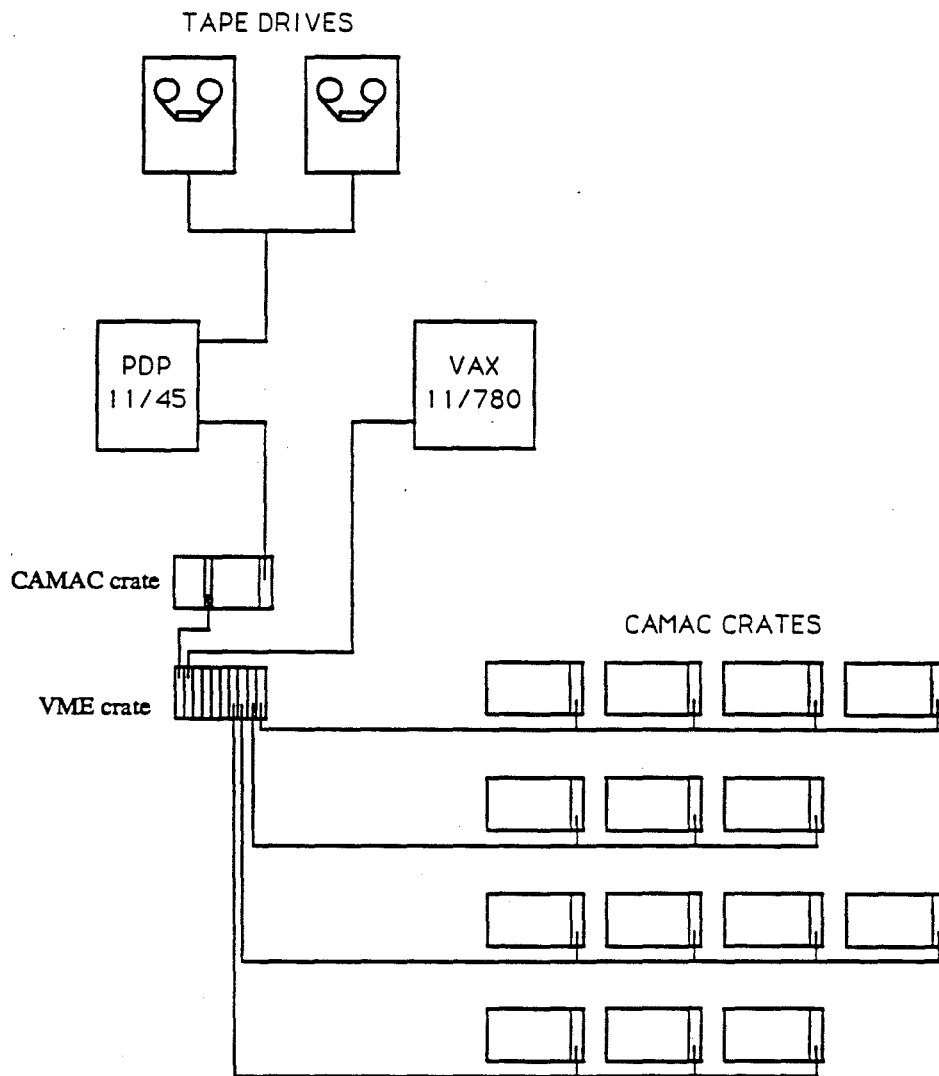 TAPE DRIVES
PDP
11/45
VAX
11/780
CAMAC crate
CAMAC CRATES
VME crate